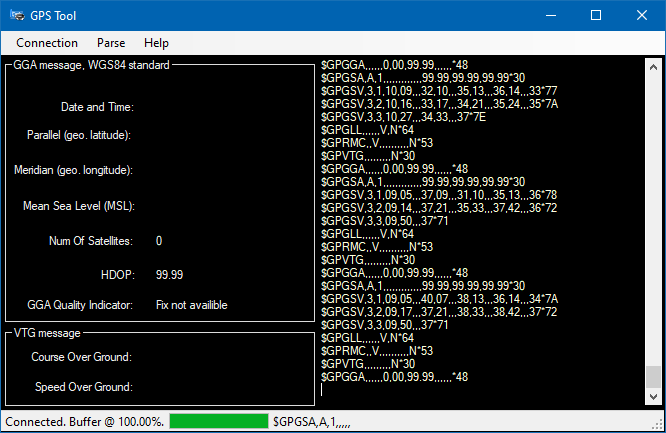 GPS Tool
Connection Parse Help
GGA message, WGS84 standard
Date and Time:
Parallel (geo. latitude):
Meridian (geo. longitude):
Mean Sea Level (MSL):
Num Of Satellites: 0
HDOP: 99.99
GGA Quality Indicator: Fix not availible
VTG message
Course Over Ground:
Speed Over Ground:
$GPGGA,,,,,,0,00,99.99,,,,,,*48
$GPGSA,A,1,,,,,,,,,,,,,99.99,99.99,99.99*30
$GPGSV,3,1,10,09,,,32,10,,,35,13,,,36,14,,,33*77
$GPGSV,3,2,10,16,,,33,17,,,34,21,,,35,24,,,35*7A
$GPGSV,3,3,10,27,,,34,33,,,37*7E
$GPGLL,,,,,,V,N*64
$GPRMC,,V,,,,,,,,,,N*53
$GPVTG,,,,,,,,,N*30
$GPGGA,,,,,,0,00,99.99,,,,,,*48
$GPGSA,A,1,,,,,,,,,,,,,99.99,99.99,99.99*30
$GPGSV,3,1,09,05,,,37,09,,,31,10,,,35,13,,,36*78
$GPGSV,3,2,09,14,,,37,21,,,35,33,,,37,42,,,36*72
$GPGSV,3,3,09,50,,,37*71
$GPGLL,,,,,,V,N*64
$GPRMC,,V,,,,,,,,,,N*53
$GPVTG,,,,,,,,,N*30
$GPGGA,,,,,,0,00,99.99,,,,,,*48
$GPGSA,A,1,,,,,,,,,,,,,99.99,99.99,99.99*30
$GPGSV,3,1,09,05,,,40,07,,,38,13,,,36,14,,,34*7A
$GPGSV,3,2,09,17,,,37,21,,,38,33,,,38,42,,,37*72
$GPGSV,3,3,09,50,,,37*71
$GPGLL,,,,,,V,N*64
$GPRMC,,V,,,,,,,,,,N*53
$GPVTG,,,,,,,,,N*30
$GPGGA,,,,,,0,00,99.99,,,,,,*48
Connected. Buffer @ 100.00%. $GPGSA,A,1,,,,,